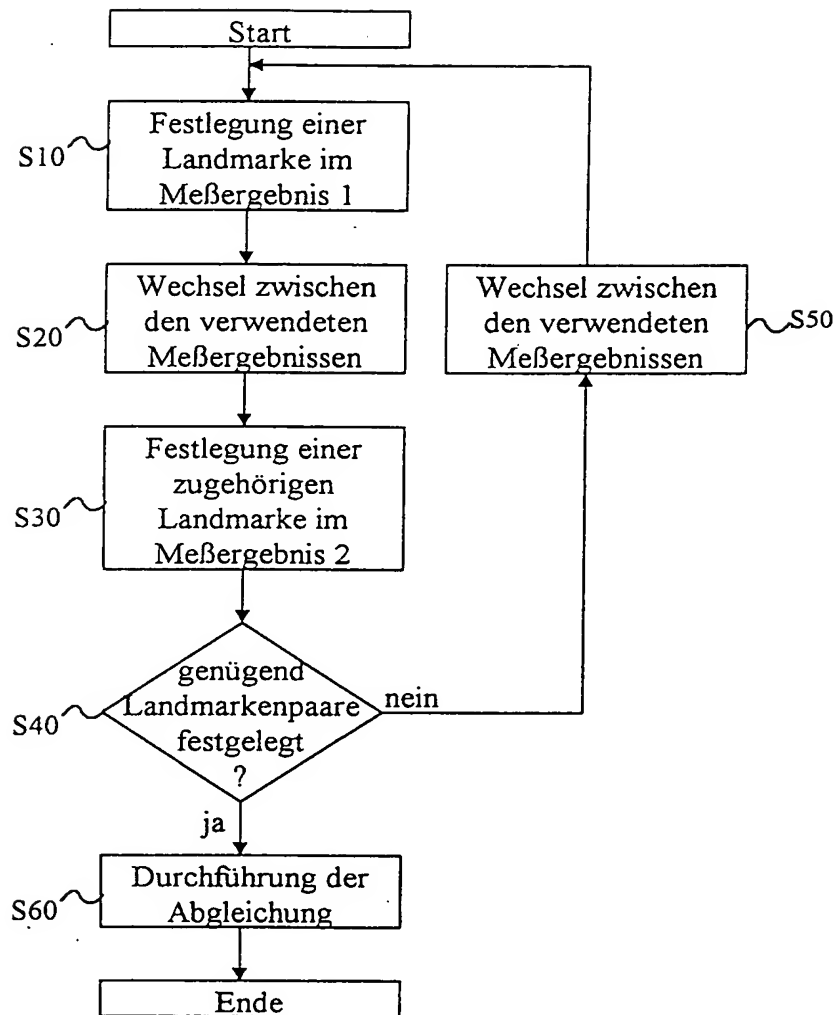 Start
S10
Festlegung einer
Landmarke im
Meßergebnis 1
S20
Wechsel zwischen
den verwendeten
Meßergebnissen
Wechsel zwischen
den verwendeten
Meßergebnissen
S50
S30
Festlegung einer
zugehörigen
Landmarke im
Meßergebnis 2
S40
genügend
Landmarkenpaare
festgelegt
?
nein
ja
S60
Durchführung der
Abgleichung
Ende